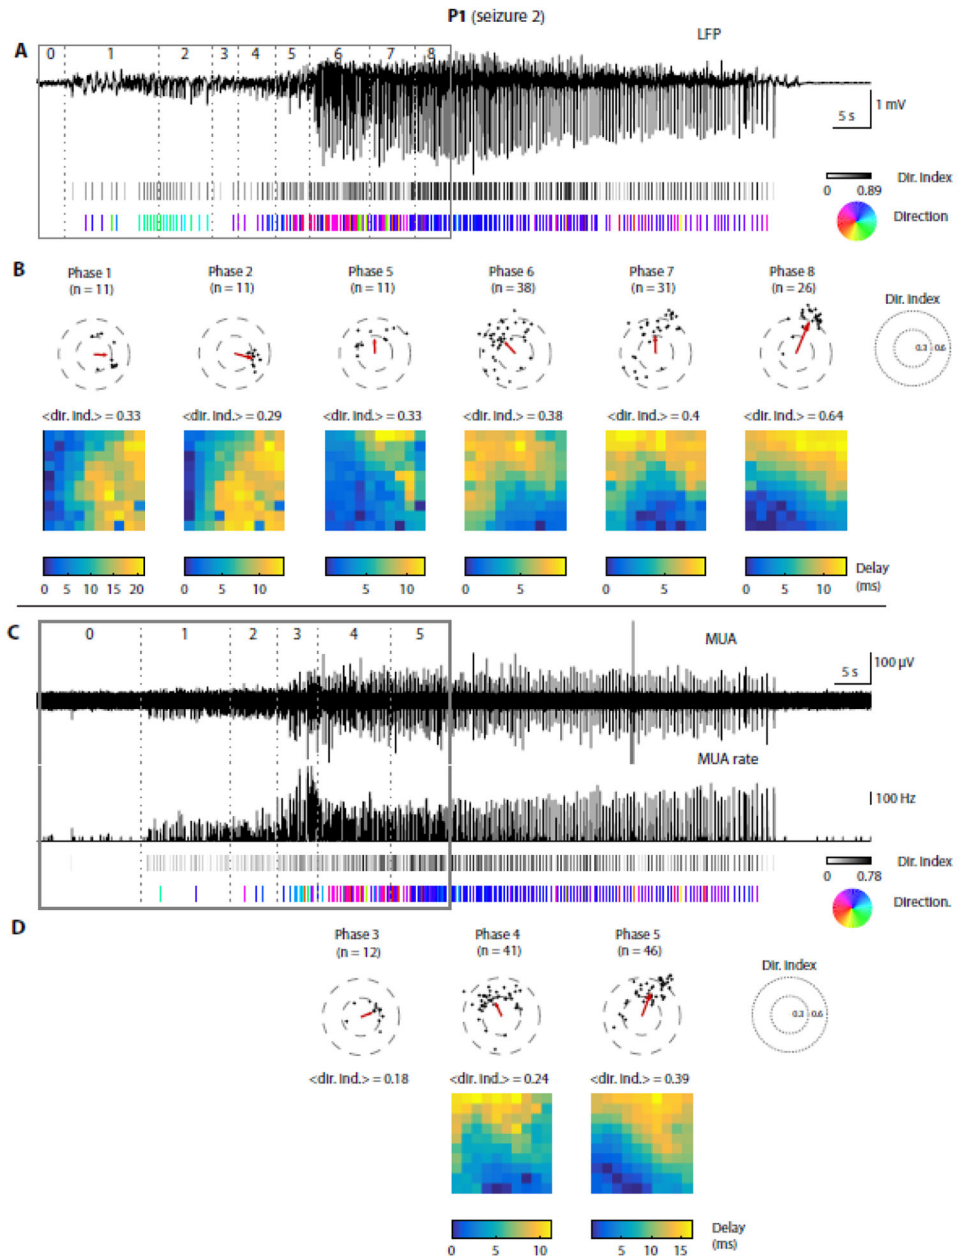 P1 (seizure 2)
A
LFP
0 1 2 3 4 5 6 7 8
5 s
1 mV
Dir. Index
0 0.89
Direction
B
Phase 1 Phase 2 Phase 5 Phase 6 Phase 7 Phase 8
(n = 11) (n = 11) (n = 11) (n = 38) (n = 31) (n = 26)
Dir. Index
0.3 0.6
<dir. ind.> = 0.33 <dir. ind.> = 0.29 <dir. ind.> = 0.33 <dir. ind.> = 0.38 <dir. ind.> = 0.4 <dir. ind.> = 0.64
Delay
0 5 10 15 20 0 5 10 5 10 0 5 0 5 0 5 10 (ms)
C
0 1 2 3 4 5
MUA
5 s
100 µV
MUA rate
100 Hz
Dir. Index
0 0.78
Direction.
D
Phase 3 Phase 4 Phase 5
(n = 12) (n = 41) (n = 46)
Dir. Index
0.3 0.6
<dir. ind.> = 0.18 <dir. ind.> = 0.24 <dir. ind.> = 0.39
Delay
0 5 10 5 10 15 (ms)